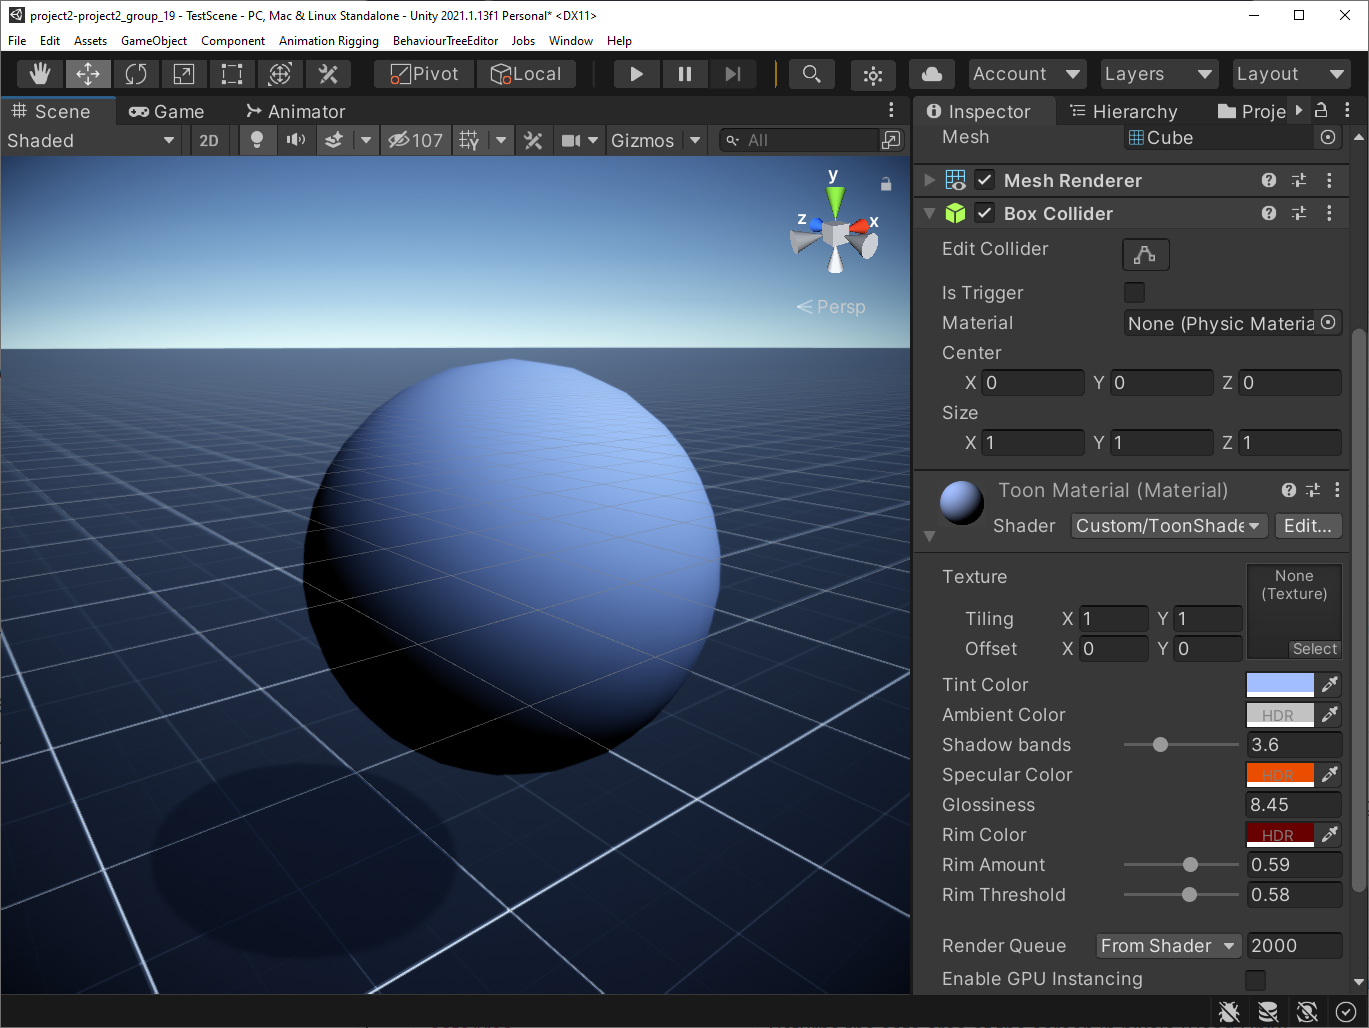 project2-project2_group_19 - TestScene - PC, Mac & Linux Standalone - Unity 2021.1.13f1 Personal* <DX11>
File Edit Assets GameObject Component Animation Rigging BehaviourTreeEditor Jobs Window Help
Pivot Local Account Layers Layout
Scene Game Animator
Inspector Hierarchy Proje
Shaded 2D 107 Gizmos All
Mesh Cube
Mesh Renderer
Box Collider
Edit Collider
Is Trigger
Material None (Physic Materia
Center
X 0 Y 0 Z 0
Size
X 1 Y 1 Z 1
y
z x
Persp
Toon Material (Material)
Shader Custom/ToonShade Edit...
Texture None
(Texture)
Tiling X 1 Y 1
Offset X 0 Y 0
Select
Tint Color
Ambient Color HDR
Shadow bands 3.6
Specular Color HDR
Glossiness 8.45
Rim Color HDR
Rim Amount 0.59
Rim Threshold 0.58
Render Queue From Shader 2000
Enable GPU Instancing